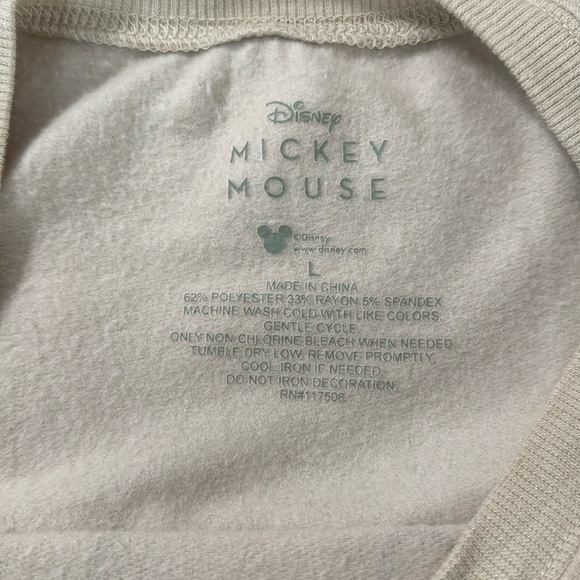 Disney
MICKEY
MOUSE
©Disney
www.disney.com
L
MADE IN CHINA
62% POLYESTER 33% RAYON 5% SPANDEX
MACHINE WASH COLD WITH LIKE COLORS
GENTLE CYCLE.
ONLY NON-CHLORINE BLEACH WHEN NEEDED.
TUMBLE DRY LOW. REMOVE PROMPTLY.
COOL IRON IF NEEDED.
DO NOT IRON DECORATION.
RN#117508